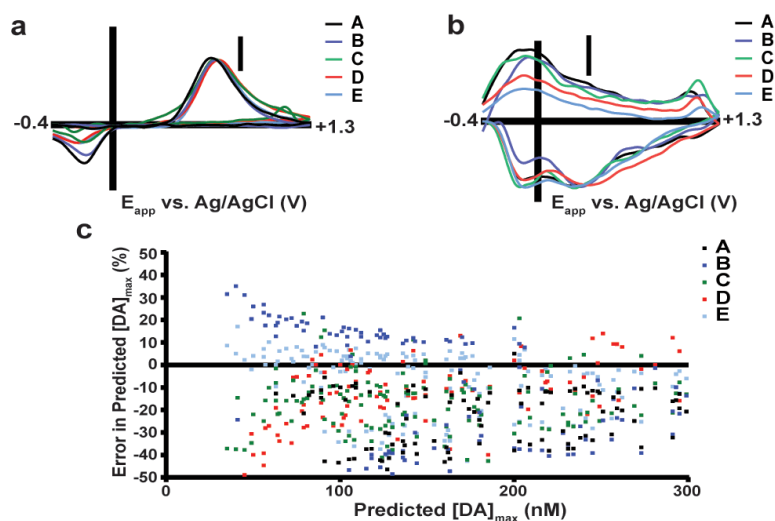 a
A
B
C
D
E
-0.4
+1.3
E_app vs. Ag/AgCl (V)
b
A
B
C
D
E
-0.4
+1.3
E_app vs. Ag/AgCl (V)
c
Error in Predicted [DA]_max (%)
50
40
30
20
10
0
-10
-20
-30
-40
-50
A
B
C
D
E
0
100
200
300
Predicted [DA]_max (nM)